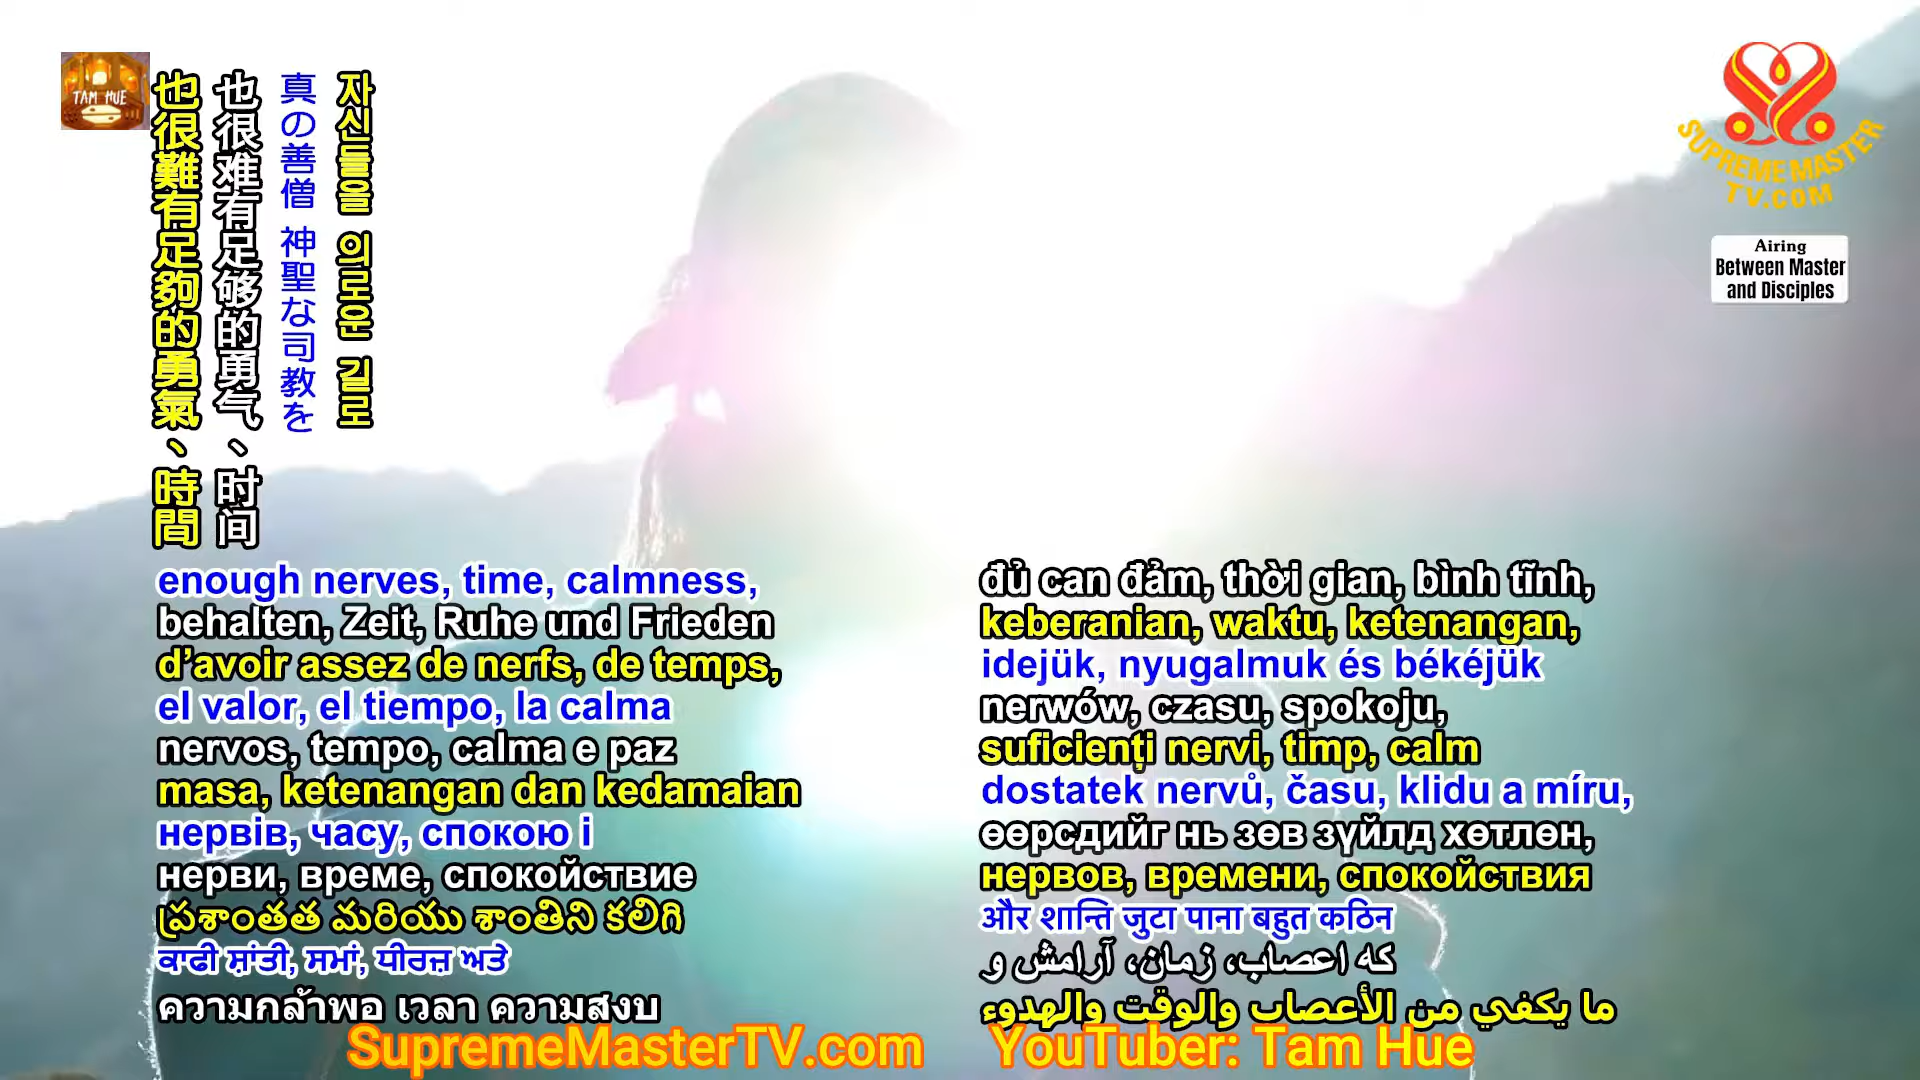 TAM HUE
也很難有足夠的勇氣、時間
也很难有足够的勇气、时间
真の善僧 神聖な司教を
자신들을 의로운 길로
SUPREME MASTER
TV.COM
Airing
Between Master
and Disciples
enough nerves, time, calmness,
behalten, Zeit, Ruhe und Frieden
d’avoir assez de nerfs, de temps,
el valor, el tiempo, la calma
nervos, tempo, calma e paz
masa, ketenangan dan kedamaian
нервів, часу, спокою і
нерви, време, спокойствие
ప్రశాంతత మరియు శాంతిని కలిగి
ਕਾਫੀ ਸ਼ਾਂਤੀ, ਸਮਾਂ, ਧੀਰਜ਼ ਅਤੇ
ความกล้าพอ เวลา ความสงบ
đủ can đảm, thời gian, bình tĩnh,
keberanian, waktu, ketenangan,
idejük, nyugalmuk és békéjük
nerwów, czasu, spokoju,
suficienți nervi, timp, calm
dostatek nervů, času, klidu a míru,
өөрсдийг нь зөв зүйлд хөтлөн,
нервов, времени, спокойствия
और शान्ति जुटा पाना बहुत कठिन
که اعصاب، زمان، آرامش و
ما يكفي من الأعصاب والوقت والهدوء
SupremeMasterTV.com
YouTuber: Tam Hue